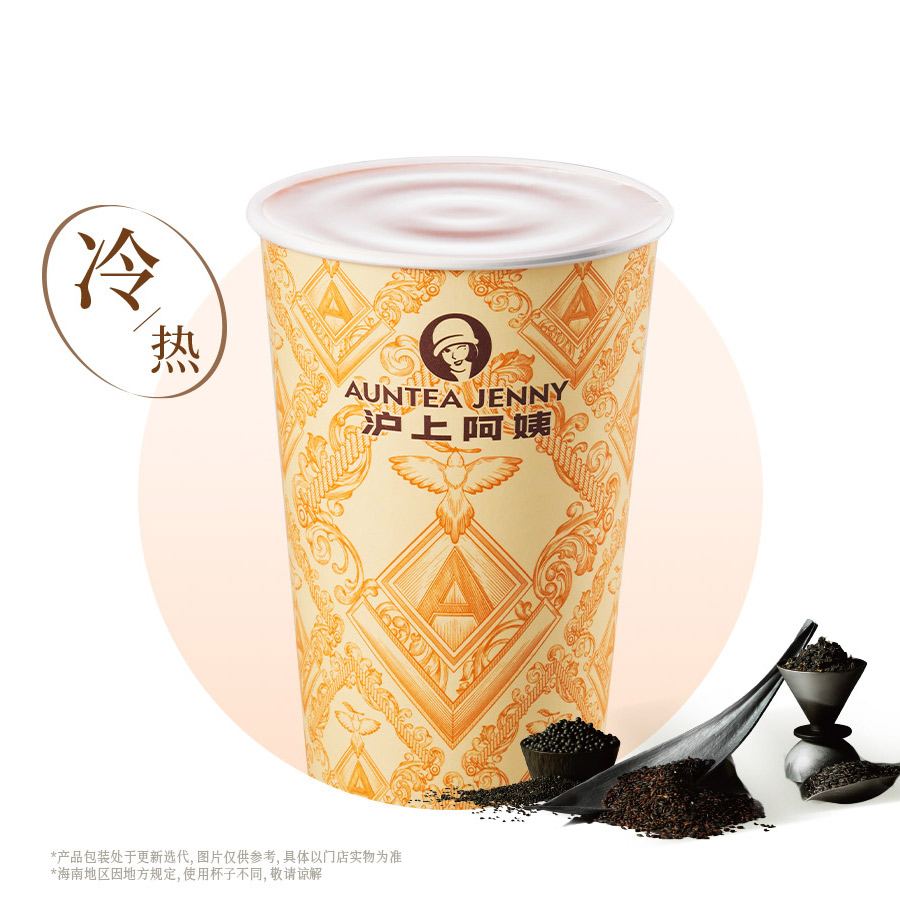 冷/热
AUNTEA JENNY
沪上阿姨
A
A
A
A
*产品包装处于更新迭代, 图片仅供参考, 具体以门店实物为准
*海南地区因地方规定, 使用杯子不同, 敬请谅解